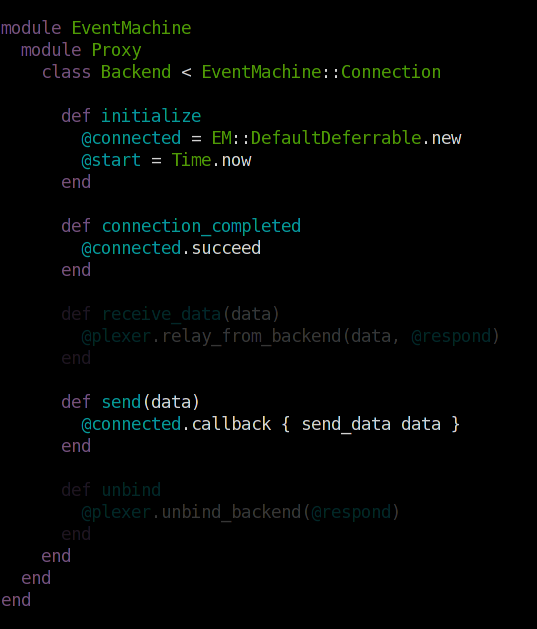 module EventMachine
  module Proxy
    class Backend < EventMachine::Connection

      def initialize
        @connected = EM::DefaultDeferrable.new
        @start = Time.now
      end

      def connection_completed
        @connected.succeed
      end

      def receive_data(data)
        @plexer.relay_from_backend(data, @respond)
      end

      def send(data)
        @connected.callback { send_data data }
      end

      def unbind
        @plexer.unbind_backend(@respond)
      end
    end
  end
end